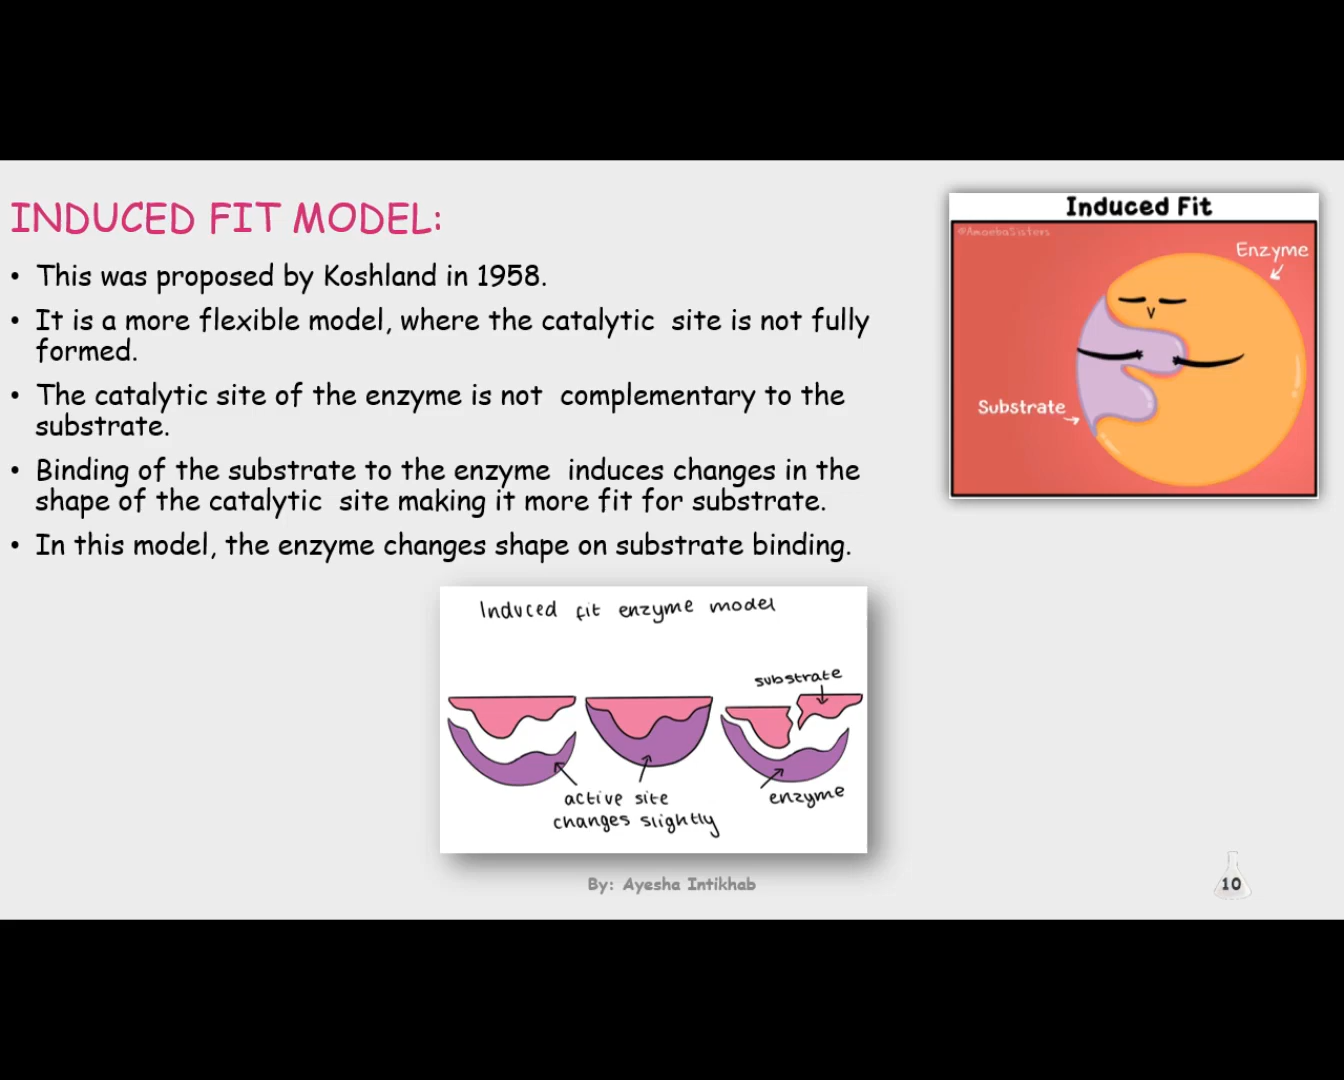 INDUCED FIT MODEL:
• This was proposed by Koshland in 1958.
• It is a more flexible model, where the catalytic site is not fully
formed.
• The catalytic site of the enzyme is not complementary to the
substrate.
• Binding of the substrate to the enzyme induces changes in the
shape of the catalytic site making it more fit for substrate.
• In this model, the enzyme changes shape on substrate binding.
Induced Fit
@AmoebaSisters
Enzyme
Substrate
Induced fit enzyme model
substrate
active site
changes slightly
enzyme
By: Ayesha Intikhab
10